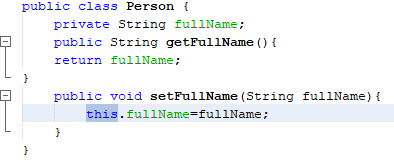 public class Person {
private String fullName;
public String getFullName(){
return fullName;
}
public void setFullName(String fullName){
this.fullName=fullName;
}
}